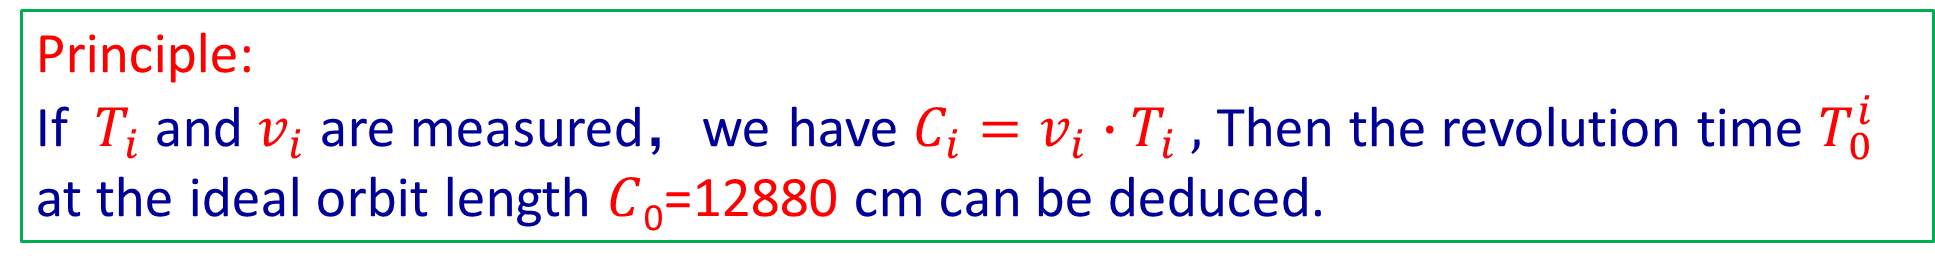 Principle:
If T_i and v_i are measured， we have C_i = v_i · T_i , Then the revolution time T_0^i
at the ideal orbit length C_0=12880 cm can be deduced.